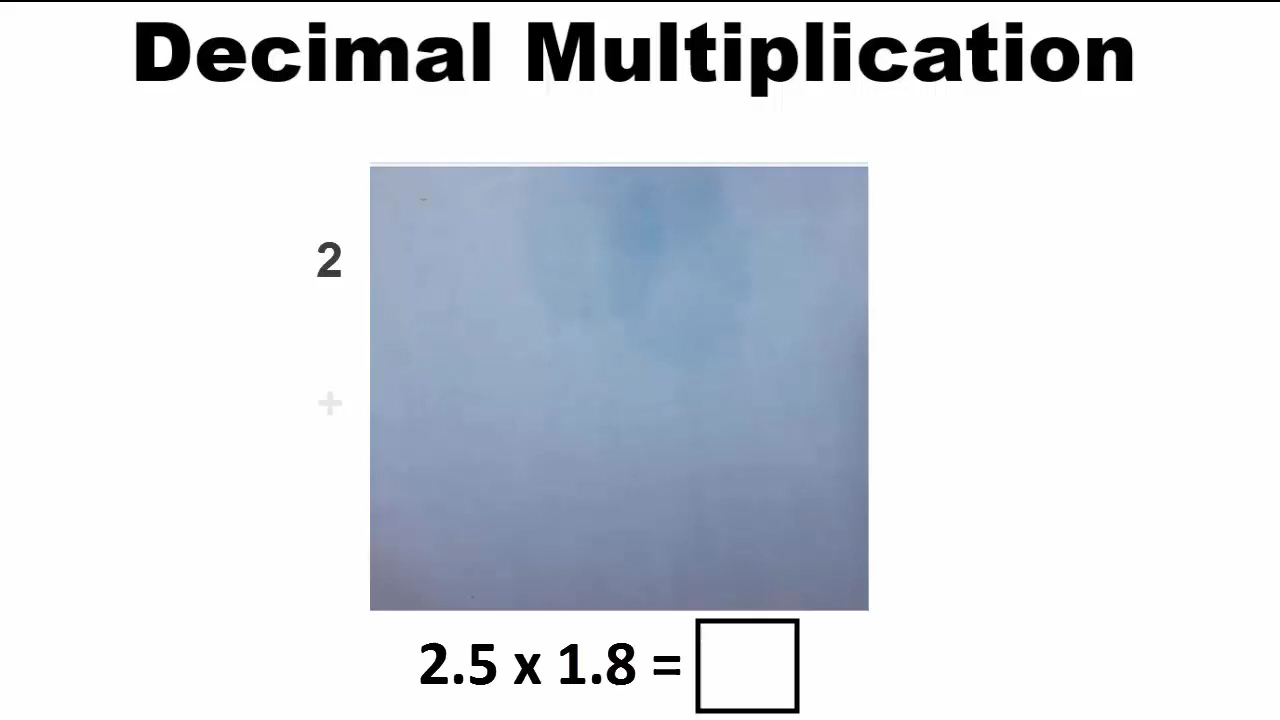 Decimal Multiplication
2
+
2.5 x 1.8 =